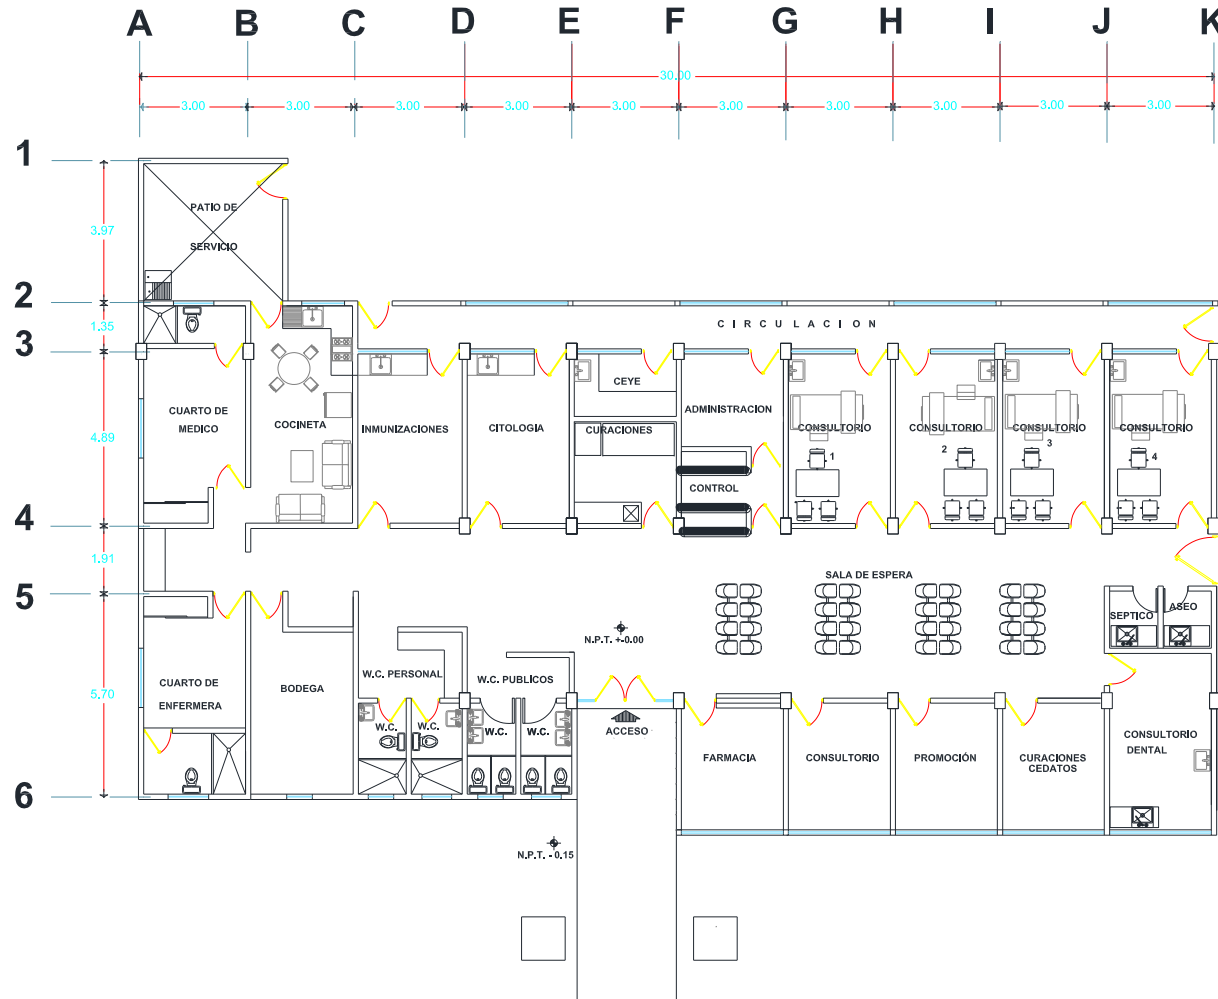 A B C D E F G H I J K
30.00
3.00 3.00 3.00 3.00 3.00 3.00 3.00 3.00 3.00 3.00
1
3.97
PATIO DE
SERVICIO
2
1.35
CIRCULACION
3
CEYE
CUARTO DE
MEDICO
ADMINISTRACION
4.89
COCINETA
INMUNIZACIONES
CITOLOGIA
CURACIONES
CONSULTORIO
1
CONSULTORIO
2
CONSULTORIO
3
CONSULTORIO
4
CONTROL
4
1.91
SALA DE ESPERA
5
SEPTICO
ASEO
N.P.T. +-0.00
5,70
CUARTO DE
ENFERMERA
BODEGA
W.C. PERSONAL
W.C. PUBLICOS
W.C.
W.C.
W.C.
W.C.
ACCESO
FARMACIA
CONSULTORIO
PROMOCIÓN
CURACIONES
CEDATOS
CONSULTORIO
DENTAL
6
N.P.T. - 0.15